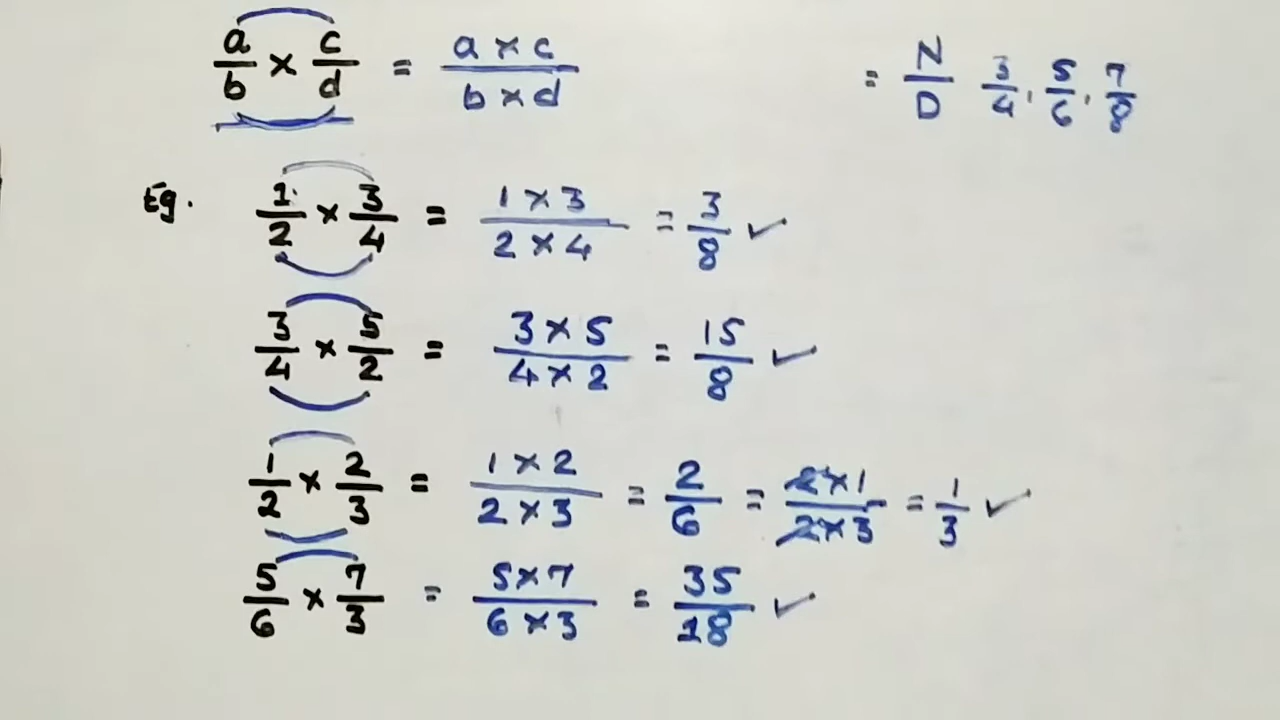 a/b × c/d = a × c / b × d = N/D 3/4, 5/6, 7/8
Eg. 1/2 × 3/4 = 1 × 3 / 2 × 4 = 3/8 ✓
3/4 × 5/2 = 3 × 5 / 4 × 2 = 15/8 ✓
1/2 × 2/3 = 1 × 2 / 2 × 3 = 2/6 = 2×1 / 2×3 = 1/3 ✓
5/6 × 7/3 = 5×7 / 6×3 = 35/18 ✓